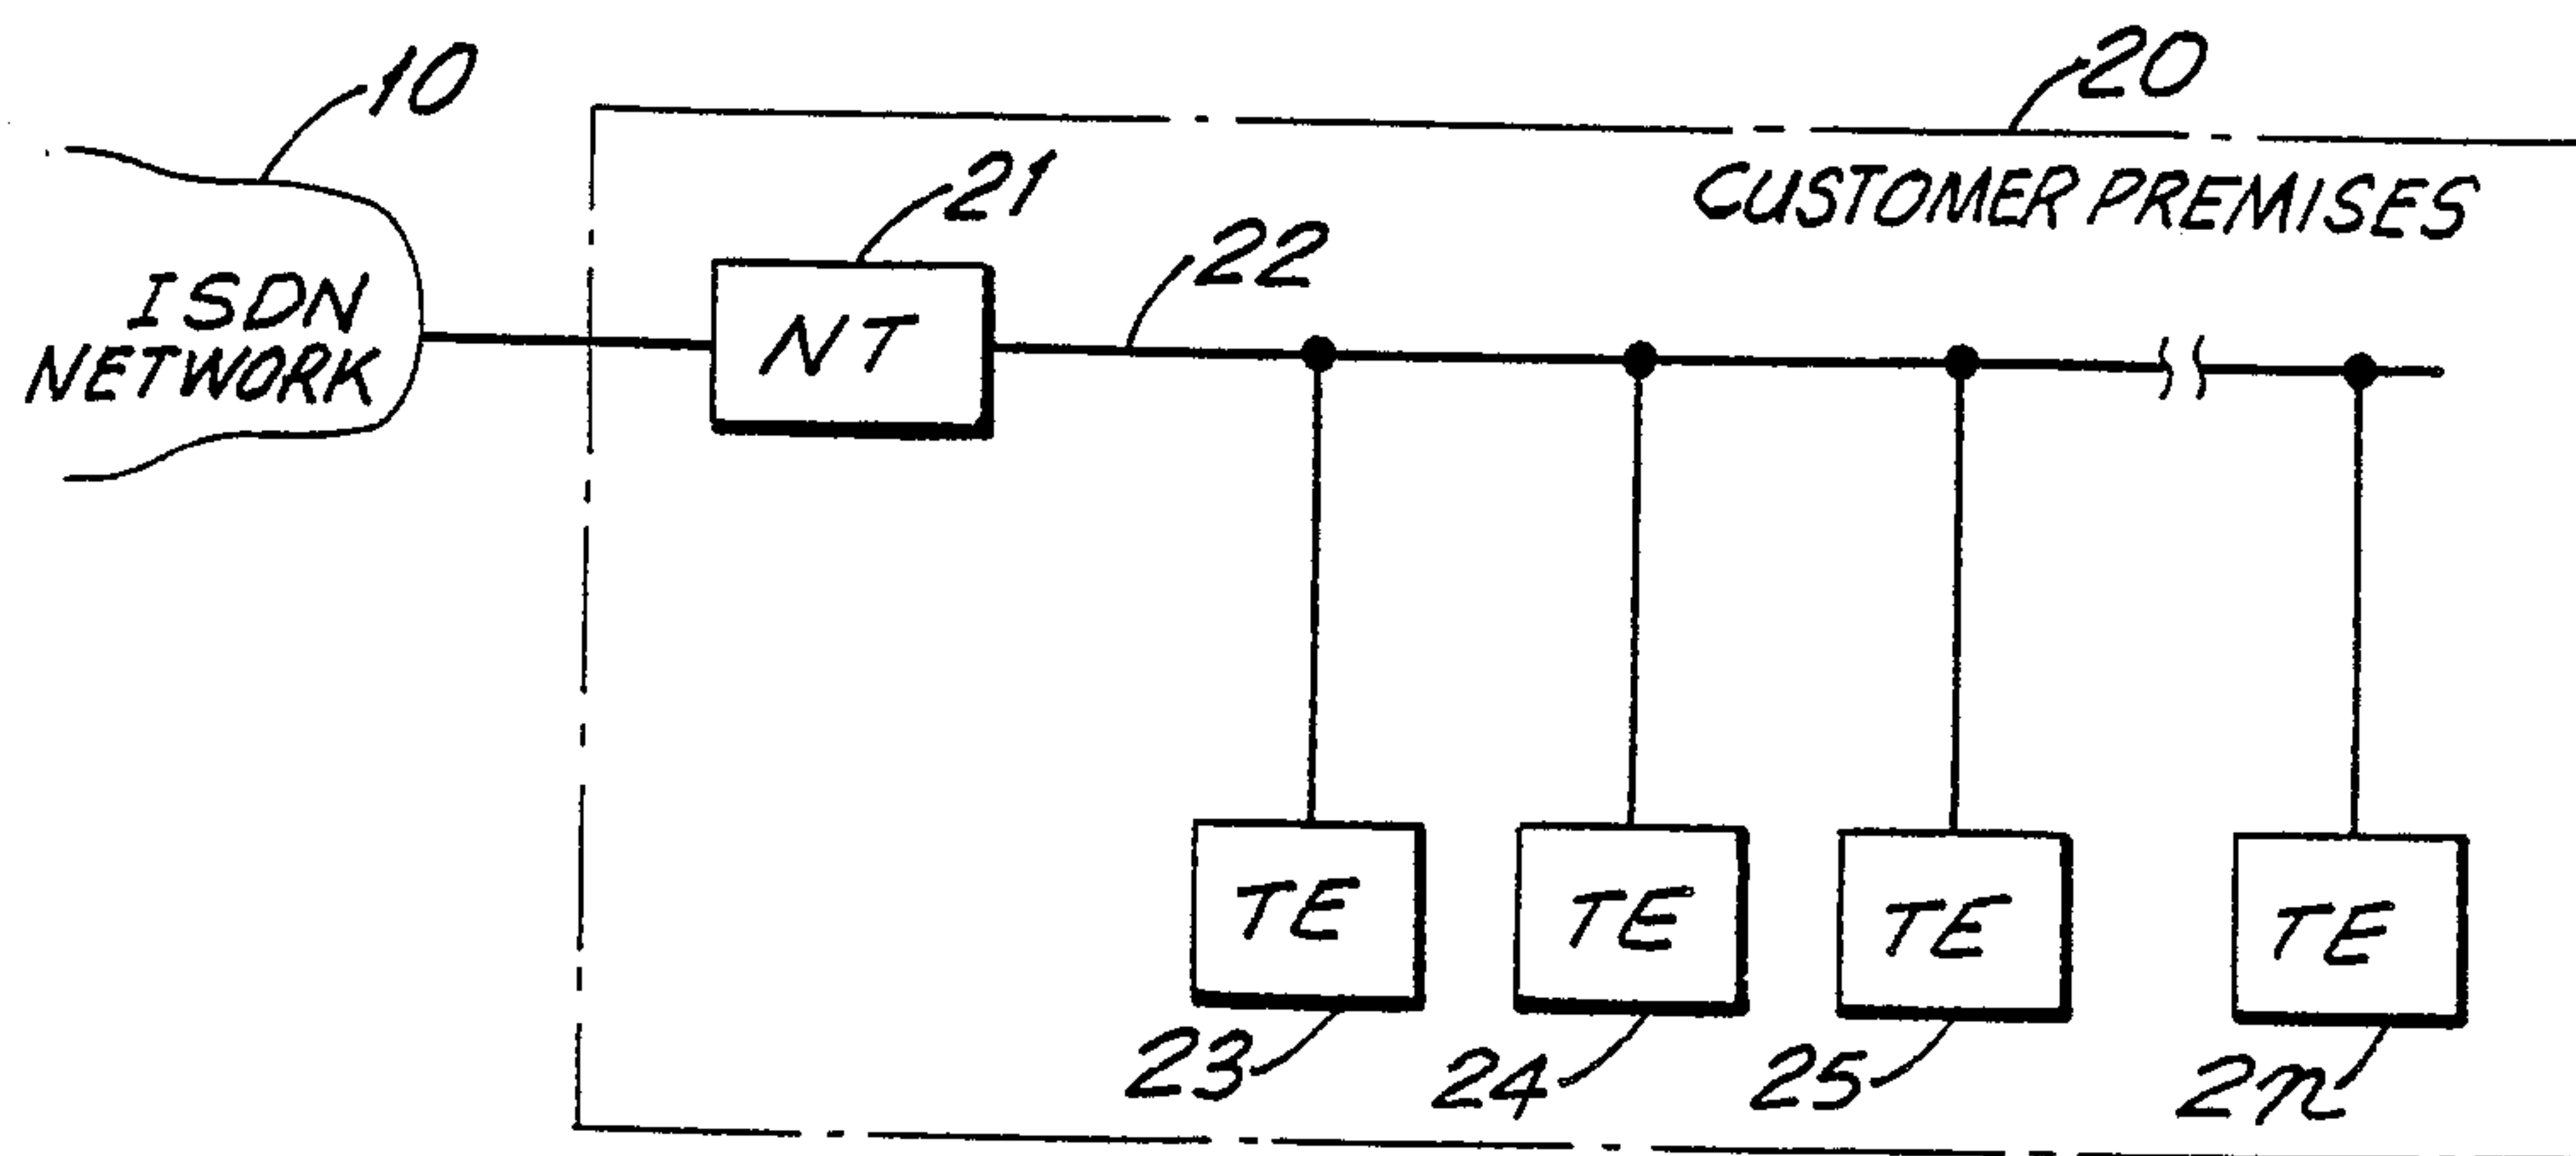 10
20
21
CUSTOMER PREMISES
22
ISDN
NETWORK
NT
TE
TE
TE
TE
23
24
25
2n